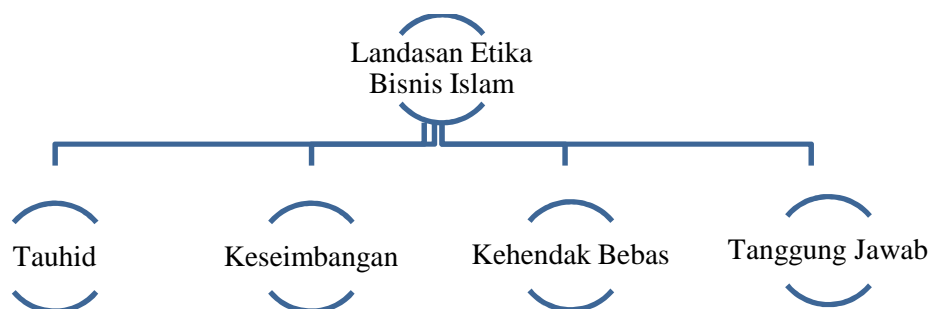 Landasan Etika
Bisnis Islam
Tauhid
Keseimbangan
Kehendak Bebas
Tanggung Jawab